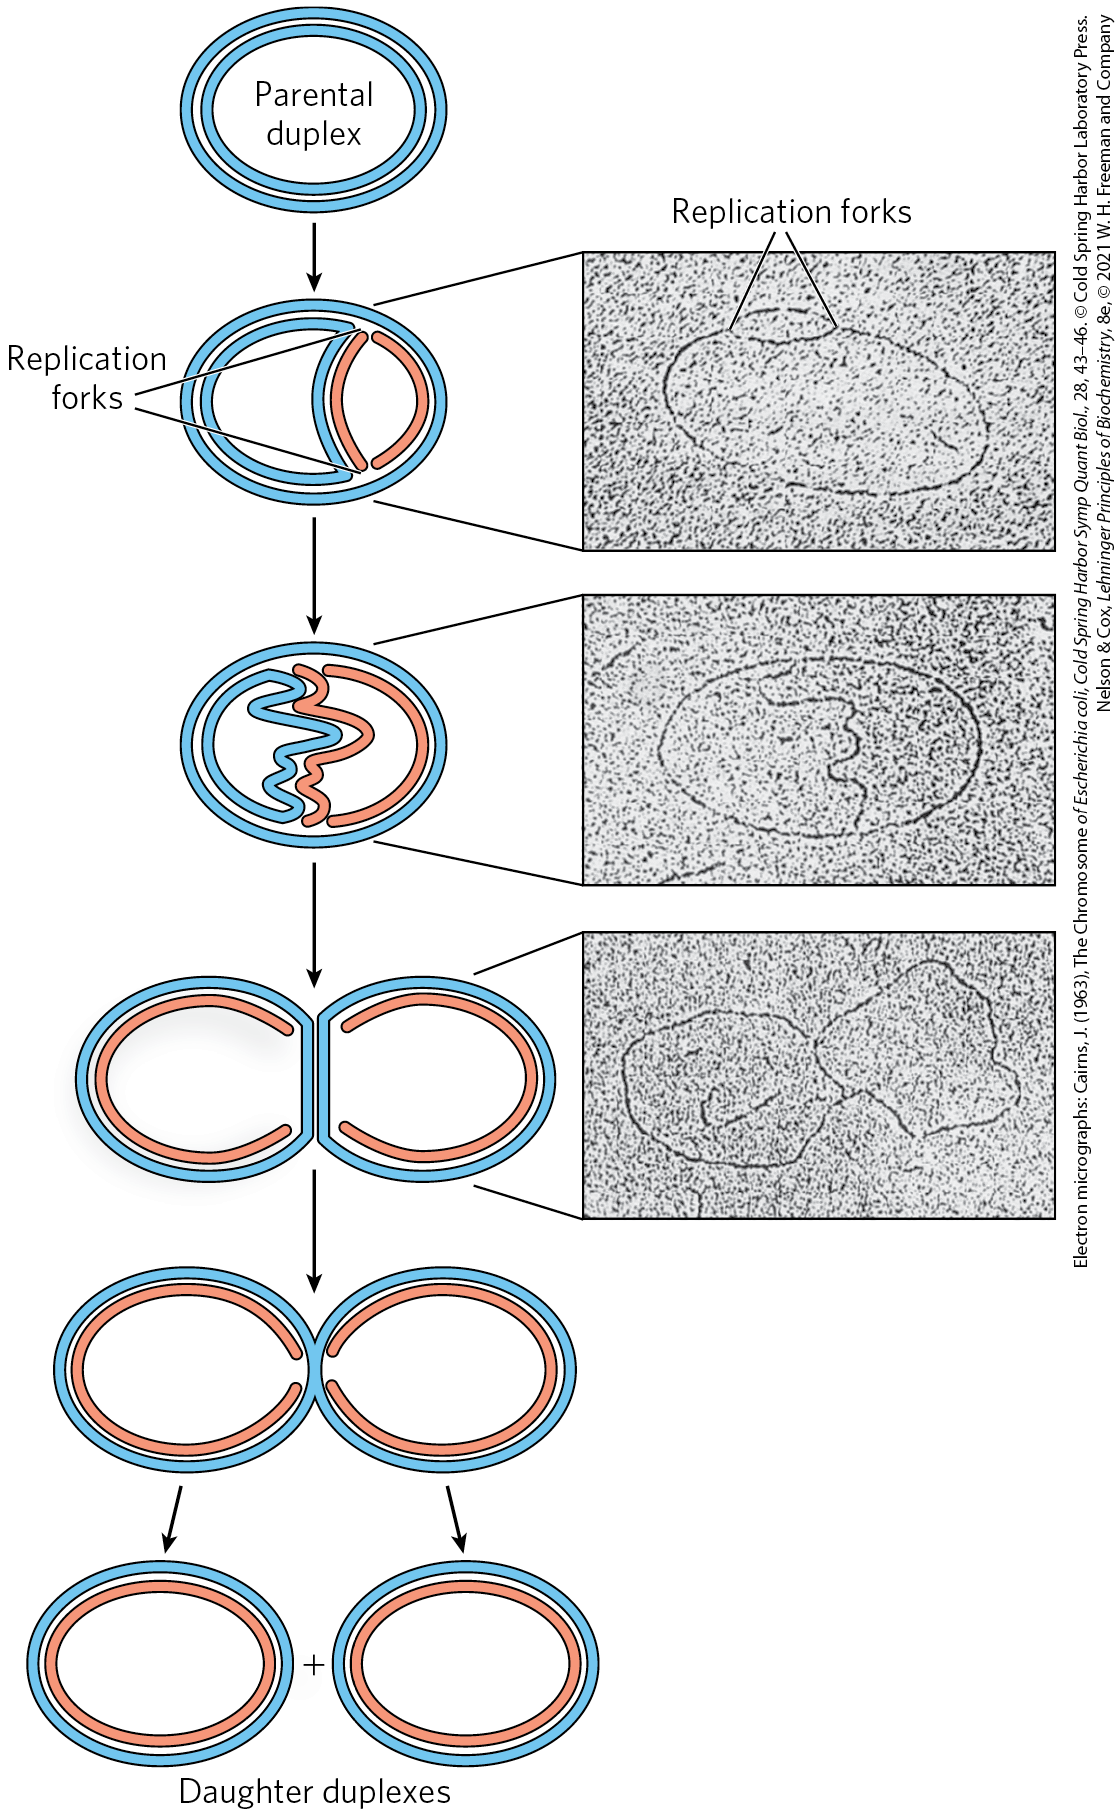 Parental
duplex
Replication forks
Replication
forks
Daughter duplexes
+
Electron micrographs: Cairns, J. (1963), The Chromosome of Escherichia coli, Cold Spring Harbor Symp Quant Biol., 28, 43–46. © Cold Spring Harbor Laboratory Press.
Nelson & Cox, Lehninger Principles of Biochemistry, 8e, © 2021 W. H. Freeman and Company